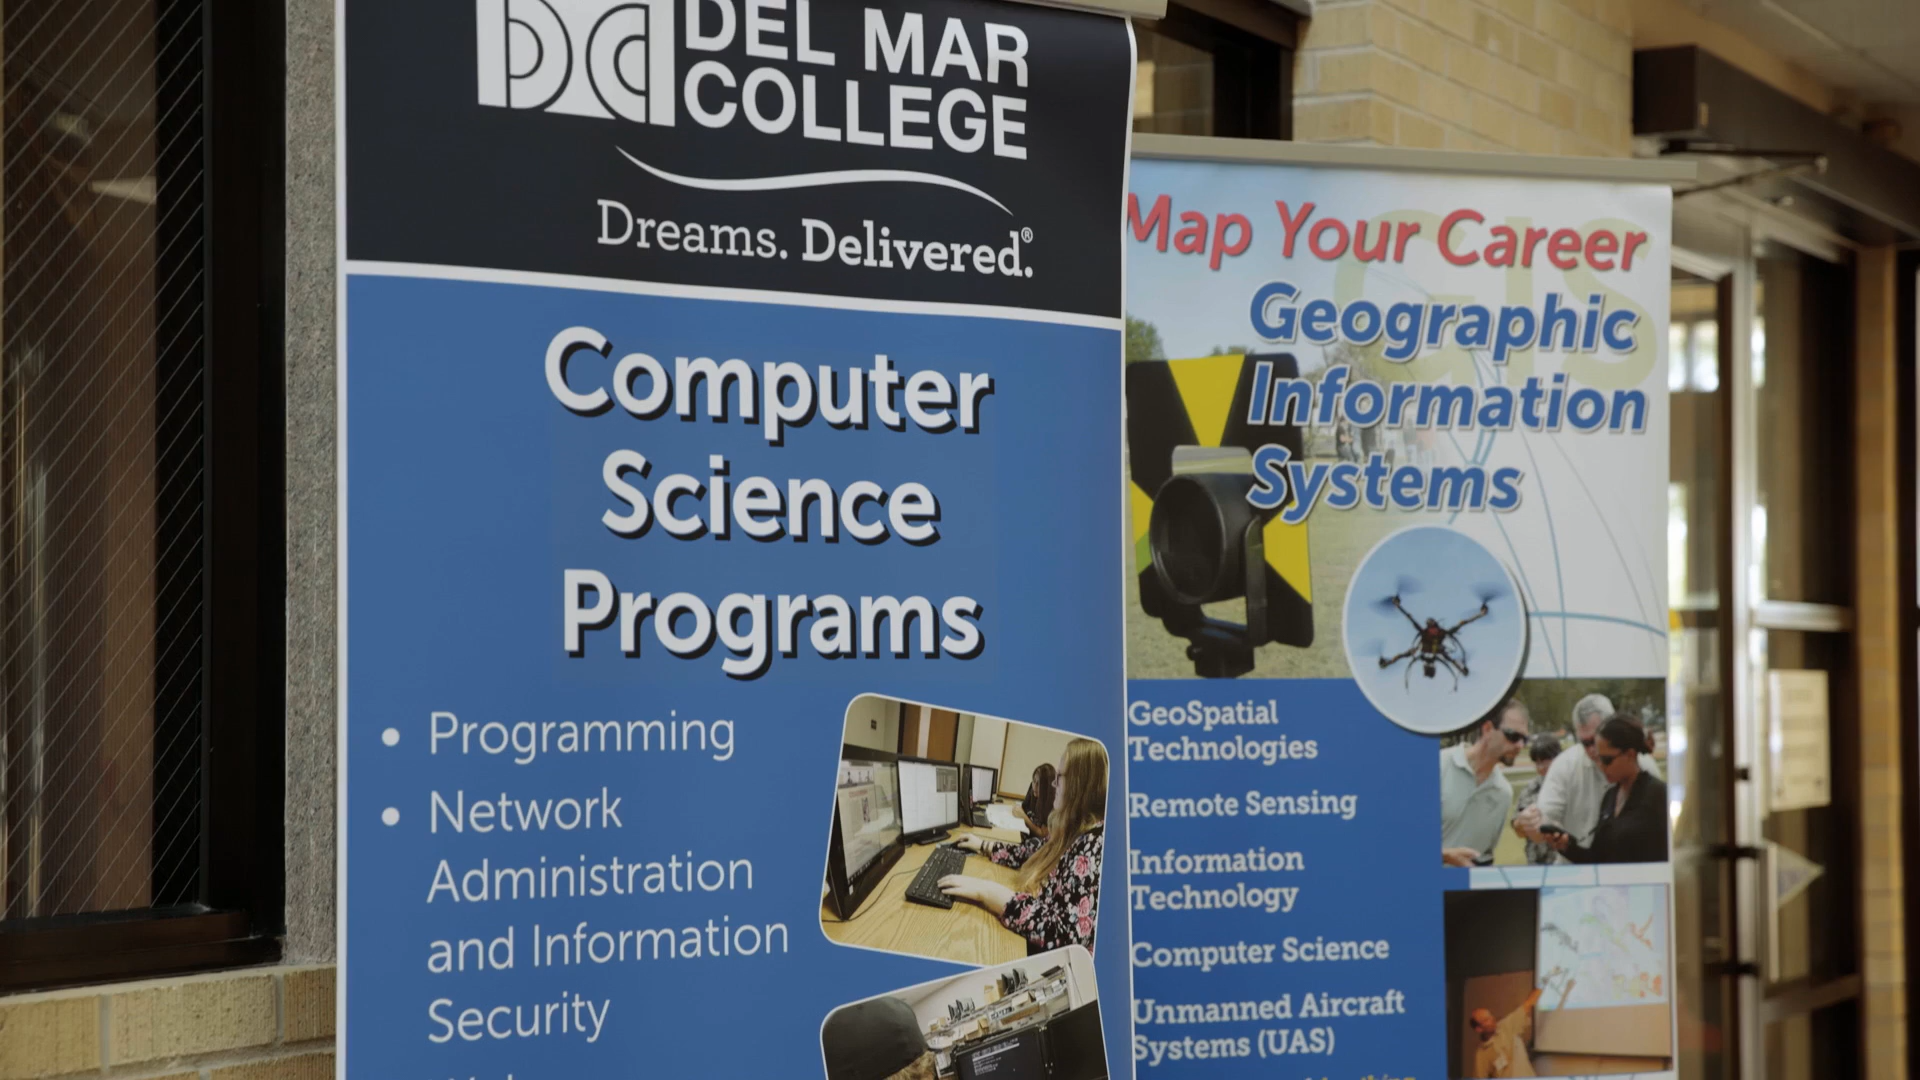 DEL MAR
COLLEGE
Dreams. Delivered.®
Computer
Science
Programs
• Programming
• Network
Administration
and Information
Security
Map Your Career
GIS
Geographic
Information
Systems
GeoSpatial
Technologies
Remote Sensing
Information
Technology
Computer Science
Unmanned Aircraft
Systems (UAS)